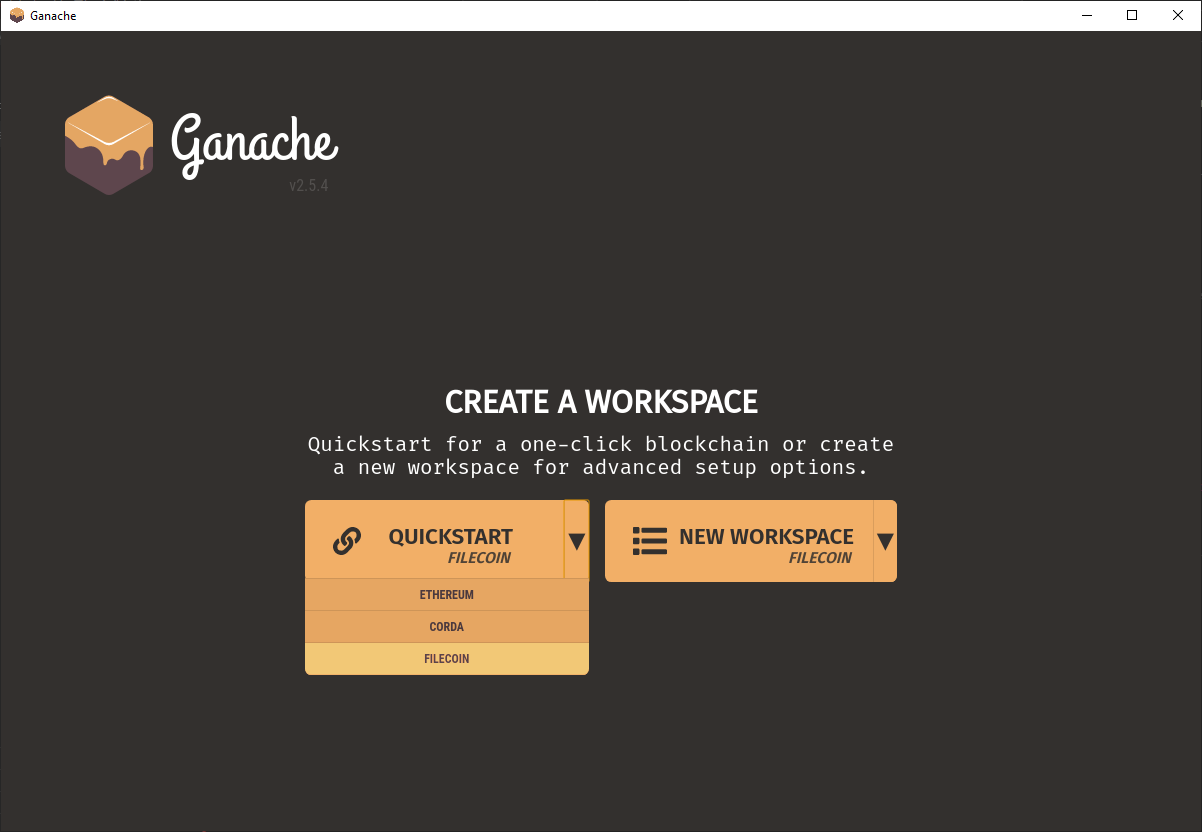 Ganache
Ganache
v2.5.4
CREATE A WORKSPACE
Quickstart for a one-click blockchain or create
a new workspace for advanced setup options.
QUICKSTART
FILECOIN
NEW WORKSPACE
FILECOIN
ETHEREUM
CORDA
FILECOIN